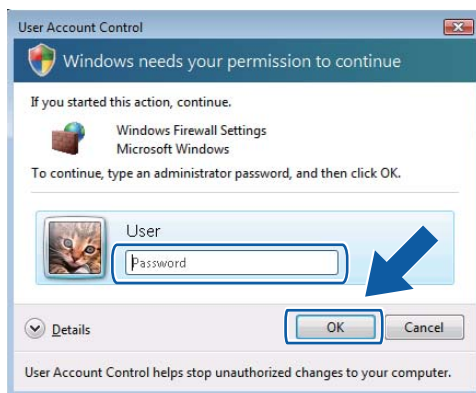 User Account Control
Windows needs your permission to continue
If you started this action, continue.
Windows Firewall Settings
Microsoft Windows
To continue, type an administrator password, and then click OK.
User
Password
Details
OK
Cancel
User Account Control helps stop unauthorized changes to your computer.